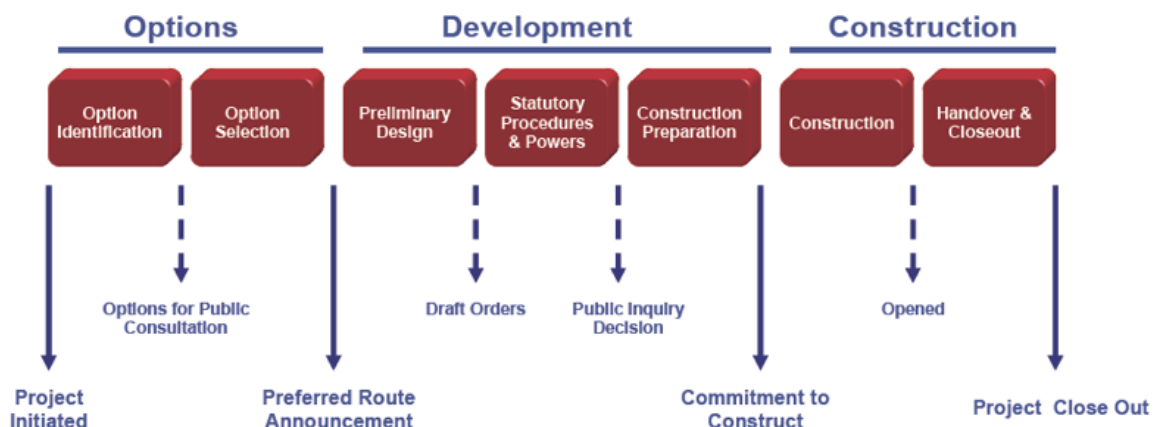 Options
Development
Construction
Option
Identification
Option
Selection
Preliminary
Design
Statutory
Procedures
& Powers
Construction
Preparation
Construction
Handover &
Closeout
Options for Public
Consultation
Draft Orders
Public Inquiry
Decision
Opened
Project
Initiated
Preferred Route
Announcement
Commitment to
Construct
Project Close Out